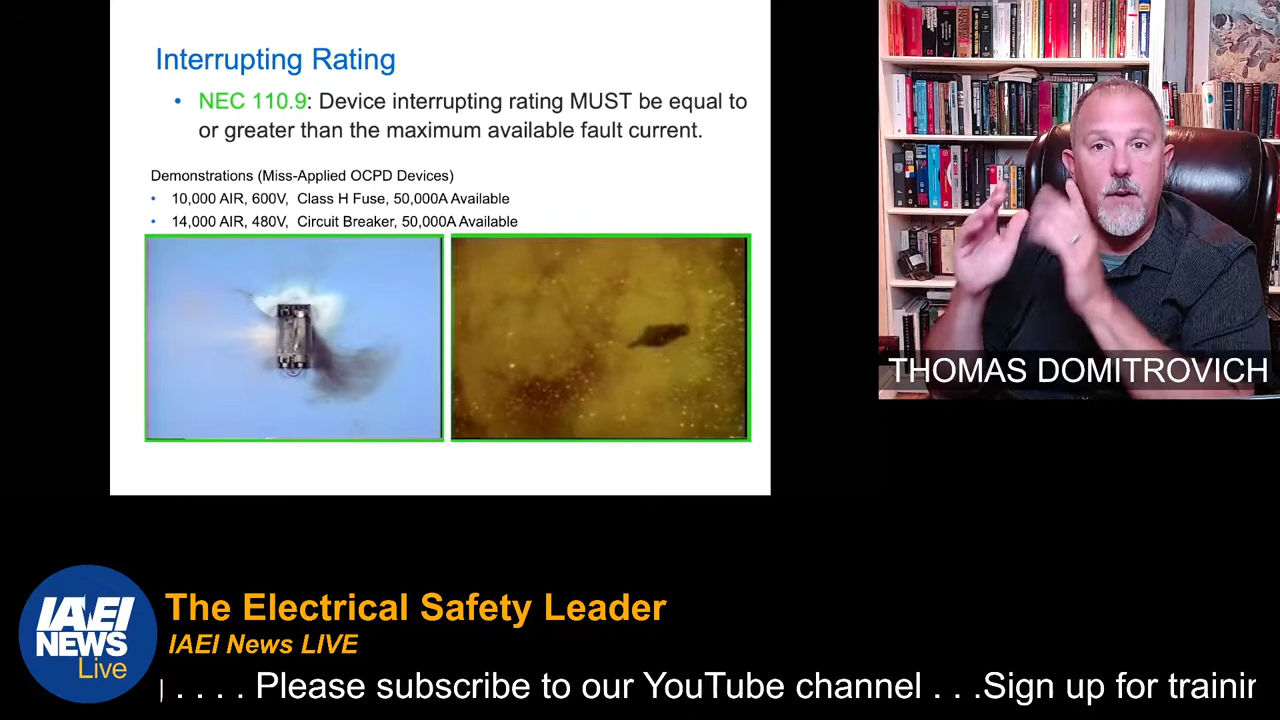 Interrupting Rating
• NEC 110.9: Device interrupting rating MUST be equal to
or greater than the maximum available fault current.
Demonstrations (Miss-Applied OCPD Devices)
• 10,000 AIR, 600V, Class H Fuse, 50,000A Available
• 14,000 AIR, 480V, Circuit Breaker, 50,000A Available
THOMAS DOMITROVICH
IAEI
NEWS
Live
The Electrical Safety Leader
IAEI News LIVE
. . . . Please subscribe to our YouTube channel . . .Sign up for trainin